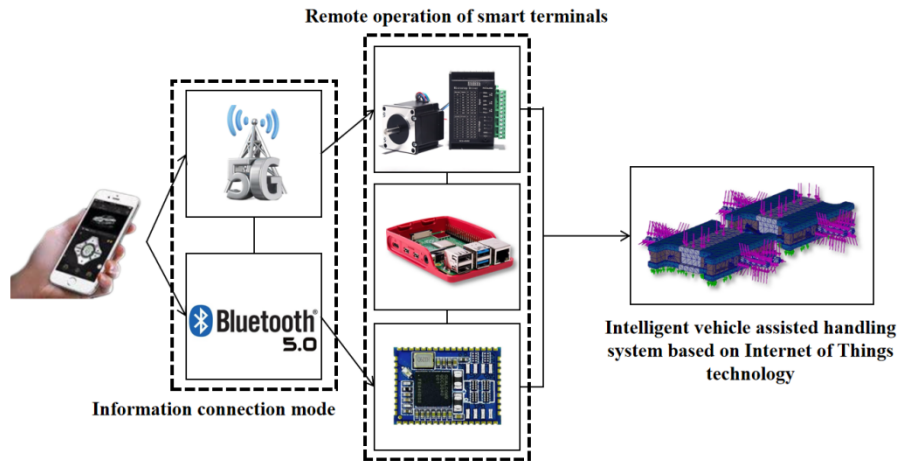 Remote operation of smart terminals
5G
Bluetooth®
5.0
Information connection mode
Intelligent vehicle assisted handling
system based on Internet of Things
technology